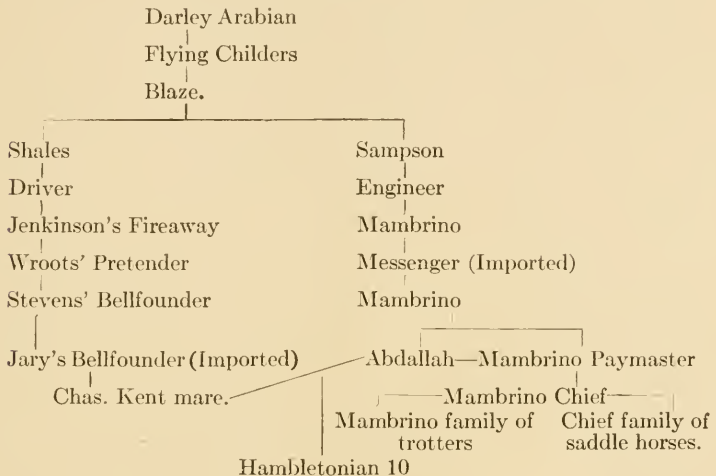 Darley Arabian
Flying Childers
Blaze.
Shales Sampson
Driver Engineer
Jenkinson's Fireaway Mambrino
Wroots' Pretender Messenger (Imported)
Stevens' Bellfounder Mambrino
Jary's Bellfounder (Imported) Abdallah—Mambrino Paymaster
Chas. Kent mare. Mambrino Chief
Mambrino family of Chief family of
trotters saddle horses.
Hambletonian 10